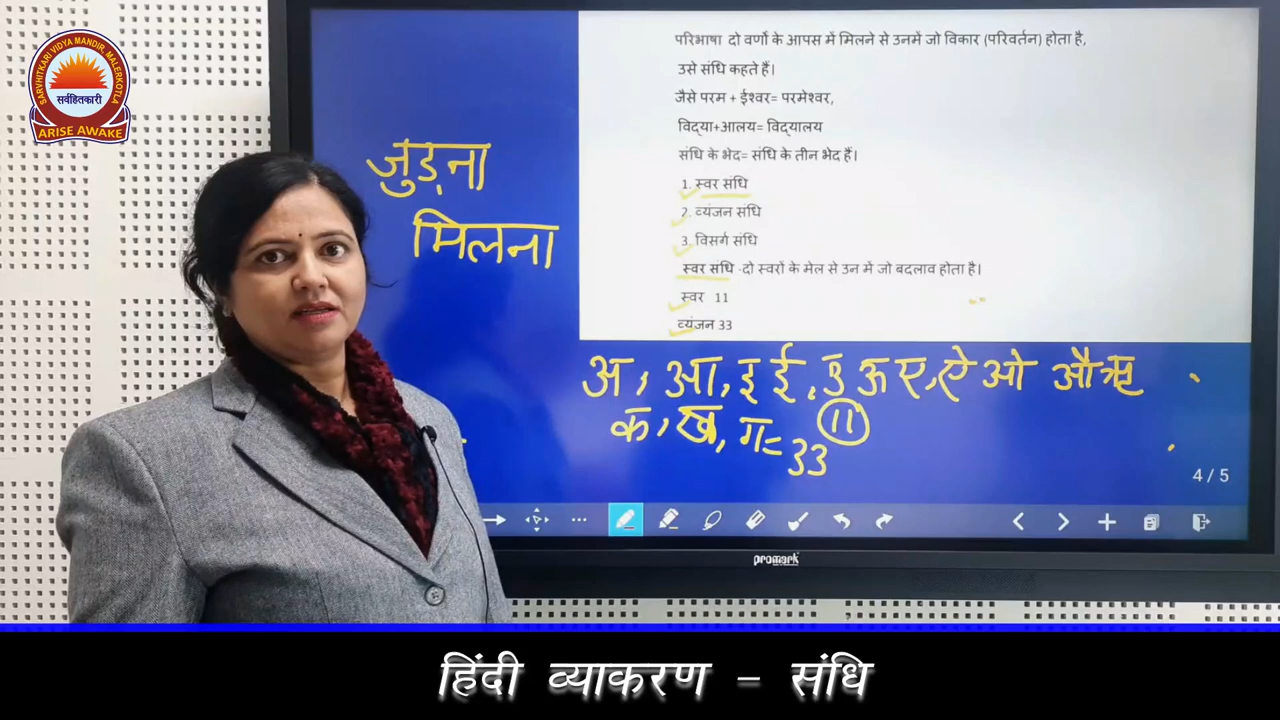 SARVHITKARI VIDYA MANDIR, MALERKOTLA
सर्वहितकारी
ARISE AWAKE
परिभाषा दो वर्णों के आपस में मिलने से उनमें जो विकार (परिवर्तन) होता है,
उसे संधि कहते हैं।
जैसे परम + ईश्वर= परमेश्वर,
विद्या+आलय= विद्यालय
संधि के भेद= संधि के तीन भेद हैं।
1. स्वर संधि
2. व्यंजन संधि
3. विसर्ग संधि
स्वर संधि -दो स्वरों के मेल से उन में जो बदलाव होता है।
स्वर 11
व्यंजन 33
जुड़ना
मिलना
अ, आ, इ ई, उ ऊ ए, ऐ ओ औ ऋ
क, ख, ग = 33 11
4 / 5
promark
हिंदी व्याकरण – संधि